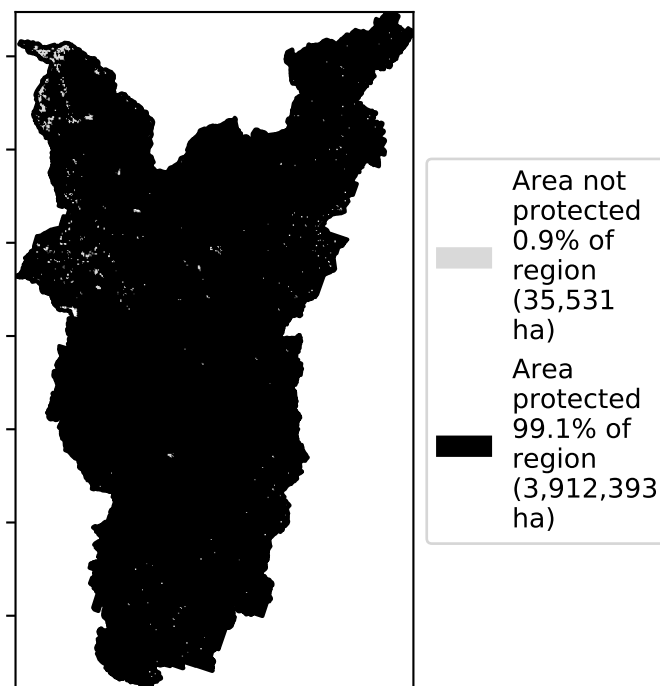 Area not
protected
0.9% of
region
(35,531
ha)
Area
protected
99.1% of
region
(3,912,393
ha)